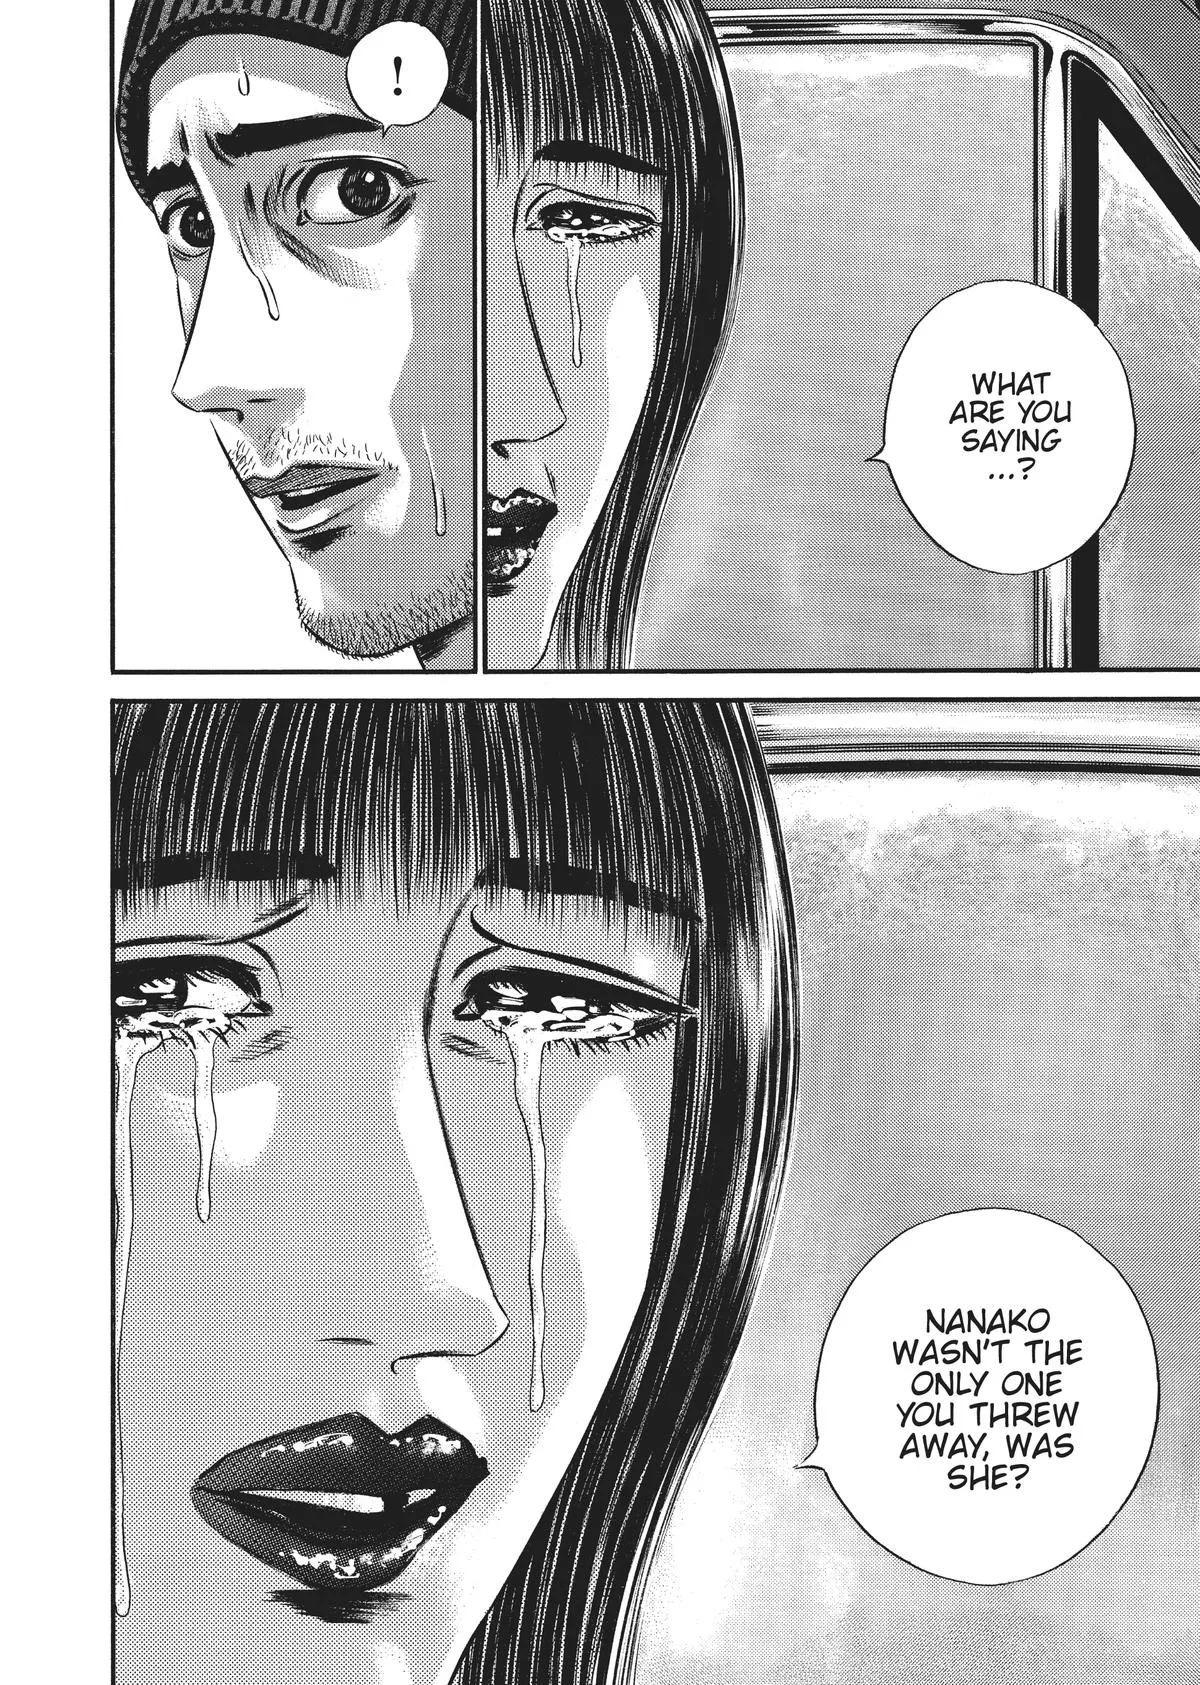 WHAT
ARE YOU
SAYING
...?
!
NANAKO
WASN'T THE
ONLY ONE
YOU THREW
AWAY, WAS
SHE?